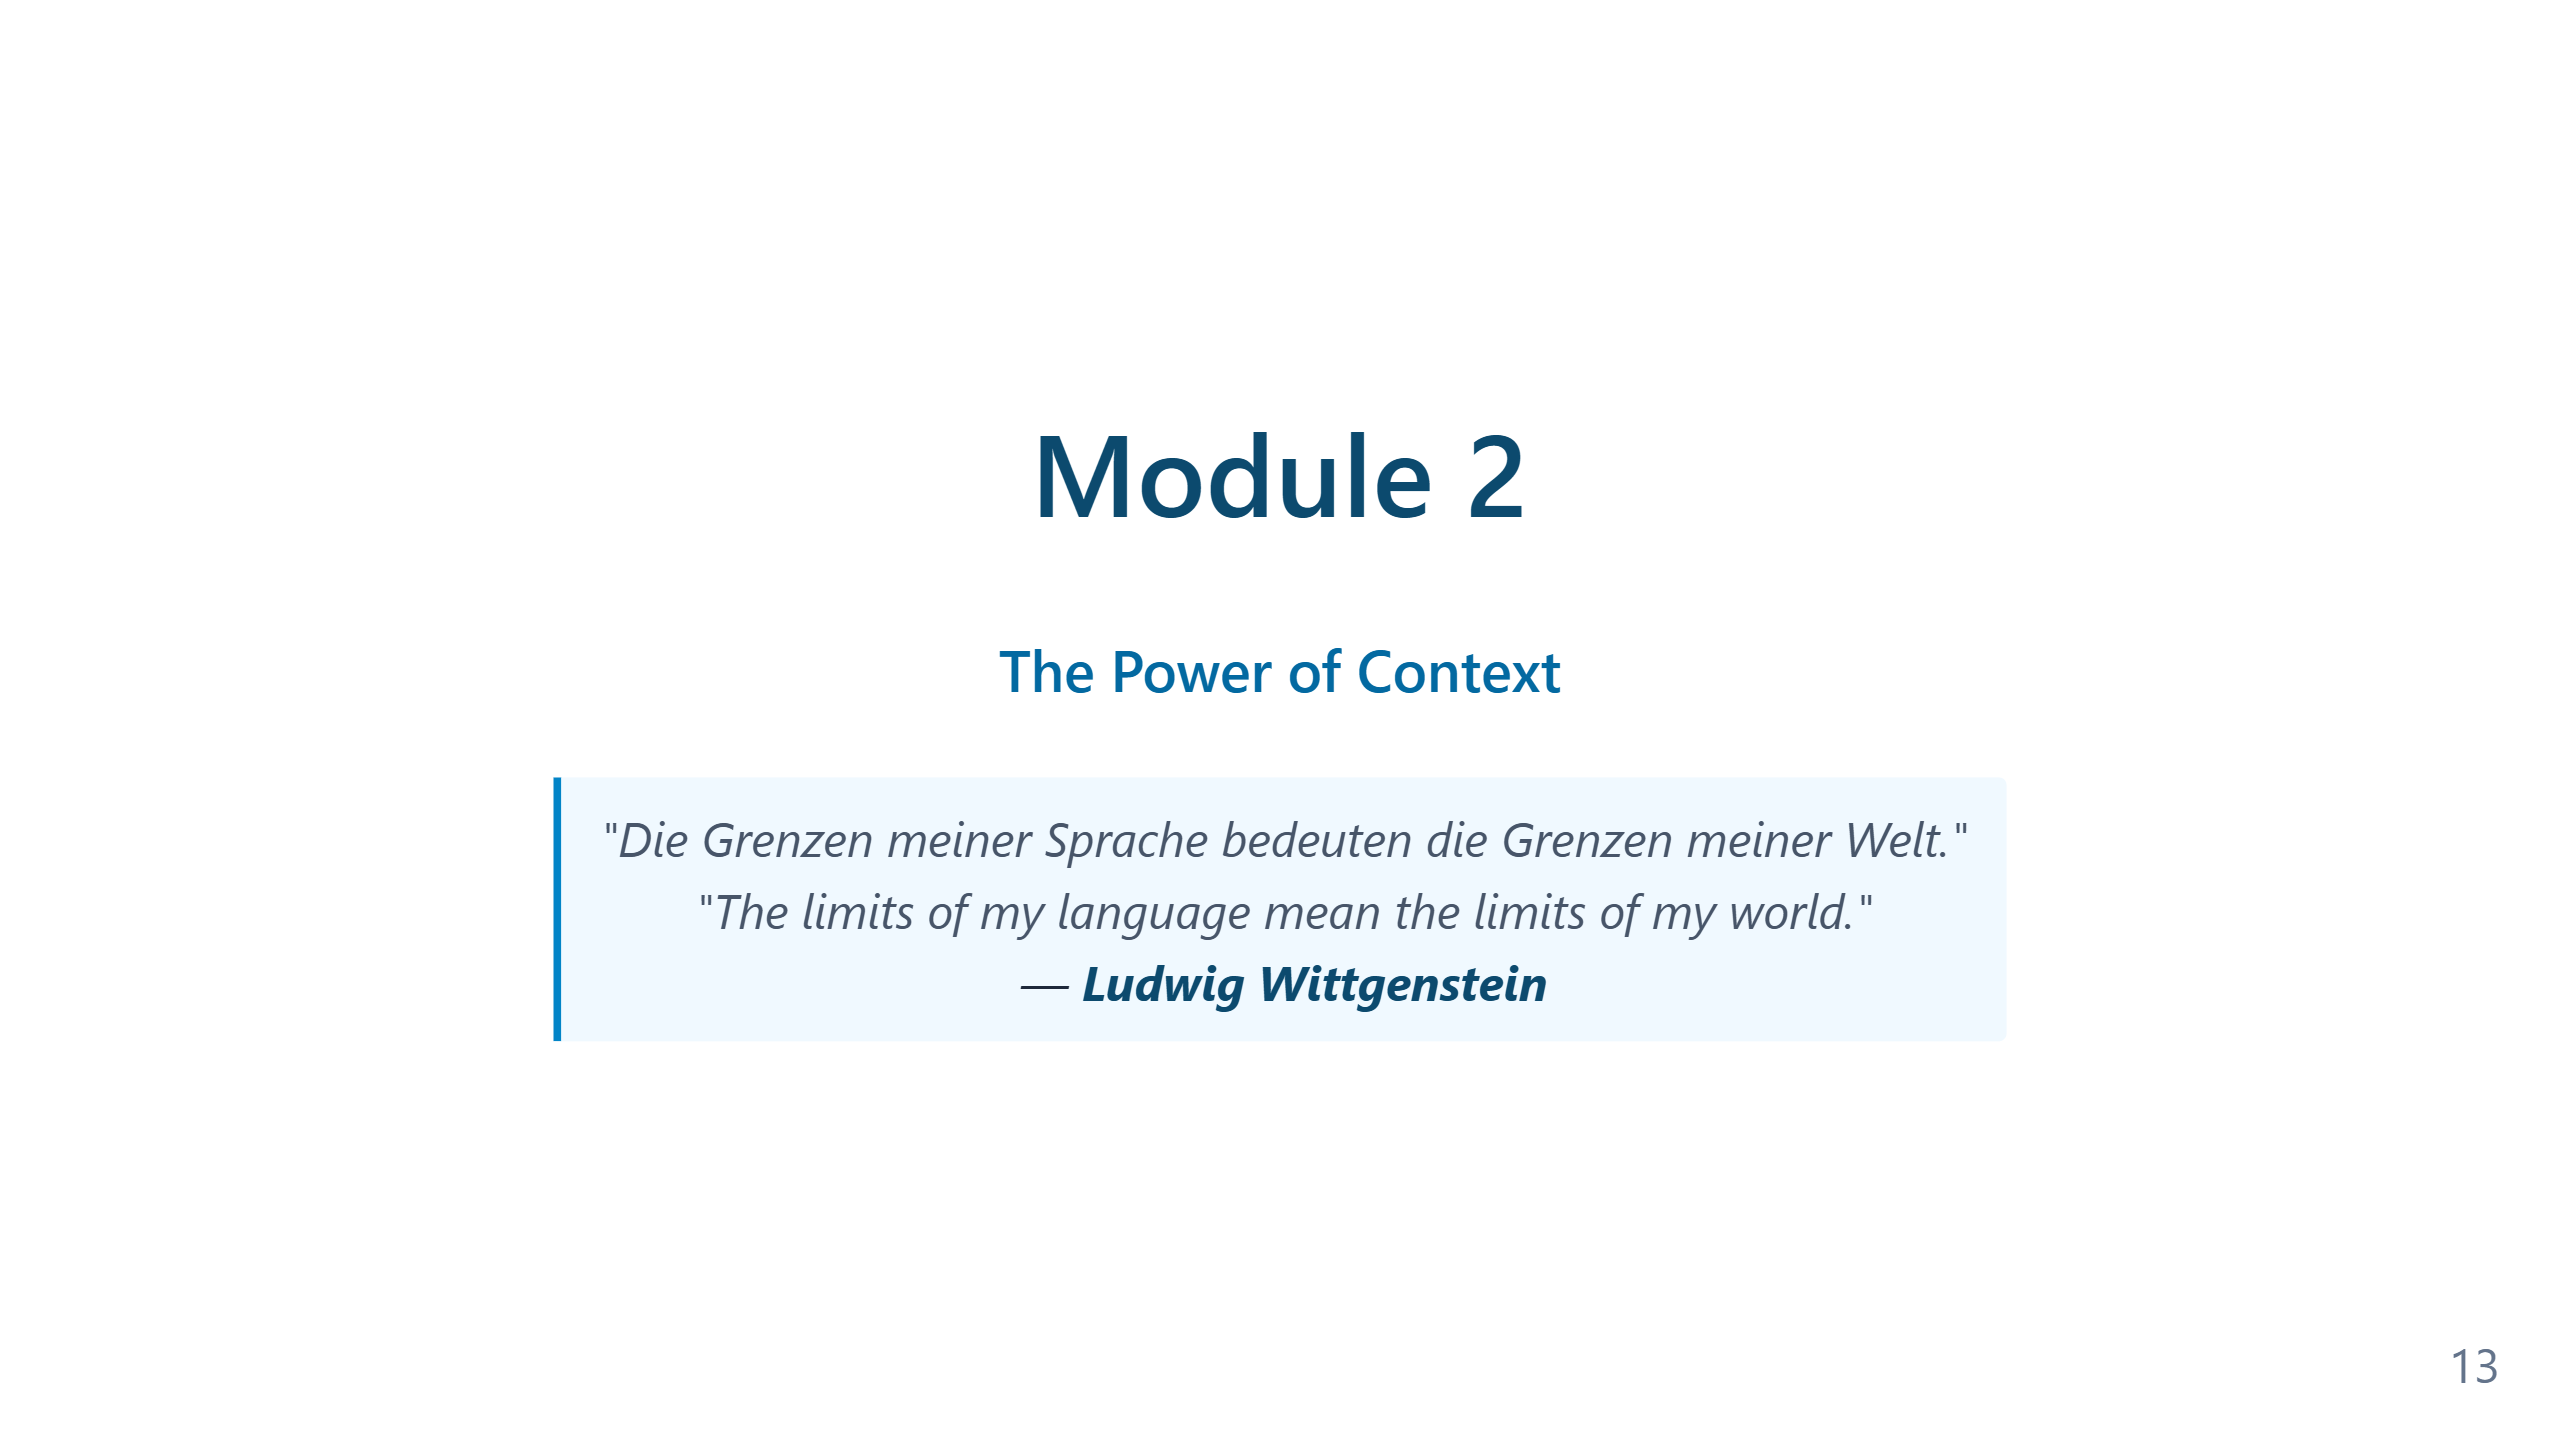 Module 2
The Power of Context
"Die Grenzen meiner Sprache bedeuten die Grenzen meiner Welt."
"The limits of my language mean the limits of my world."
— Ludwig Wittgenstein
13